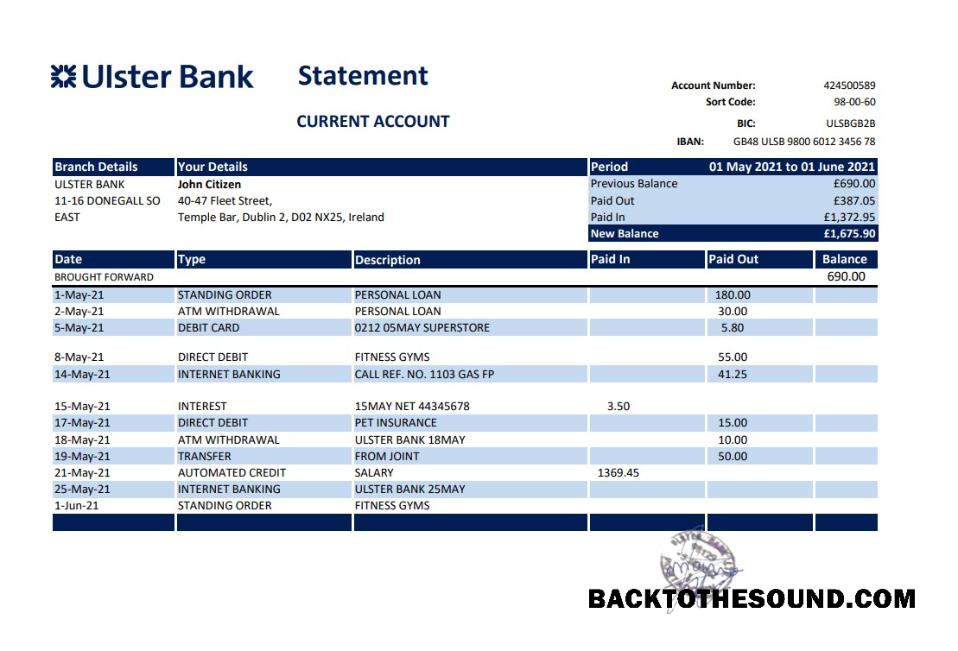 Ulster Bank Statement
CURRENT ACCOUNT
Account Number: 424500589
Sort Code: 98-00-60
BIC: ULSBGB2B
IBAN: GB48 ULSB 9800 6012 3456 78
Branch Details Your Details Period 01 May 2021 to 01 June 2021
ULSTER BANK John Citizen Previous Balance £690.00
11-16 DONEGALL SO 40-47 Fleet Street, Paid Out £387.05
EAST Temple Bar, Dublin 2, D02 NX25, Ireland Paid In £1,372.95
New Balance £1,675.90
Date Type Description Paid In Paid Out Balance
BROUGHT FORWARD 690.00
1-May-21 STANDING ORDER PERSONAL LOAN 180.00
2-May-21 ATM WITHDRAWAL PERSONAL LOAN 30.00
5-May-21 DEBIT CARD 0212 05MAY SUPERSTORE 5.80
8-May-21 DIRECT DEBIT FITNESS GYMS 55.00
14-May-21 INTERNET BANKING CALL REF. NO. 1103 GAS FP 41.25
15-May-21 INTEREST 15MAY NET 44345678 3.50
17-May-21 DIRECT DEBIT PET INSURANCE 15.00
18-May-21 ATM WITHDRAWAL ULSTER BANK 18MAY 10.00
19-May-21 TRANSFER FROM JOINT 50.00
21-May-21 AUTOMATED CREDIT SALARY 1369.45
25-May-21 INTERNET BANKING ULSTER BANK 25MAY
1-Jun-21 STANDING ORDER FITNESS GYMS
ULSTER BANK
BACKTOTHESOUND.COM